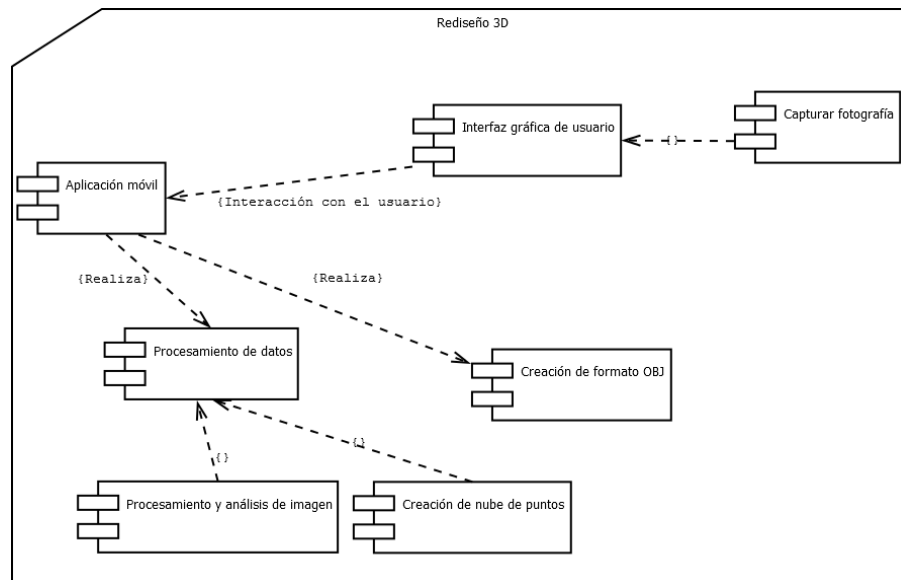 Rediseño 3D
Capturar fotografía
Interfaz gráfica de usuario
{}
Aplicación móvil
{Interacción con el usuario}
{Realiza}
{Realiza}
Procesamiento de datos
Creación de formato OBJ
{}
{}
Procesamiento y análisis de imagen
Creación de nube de puntos